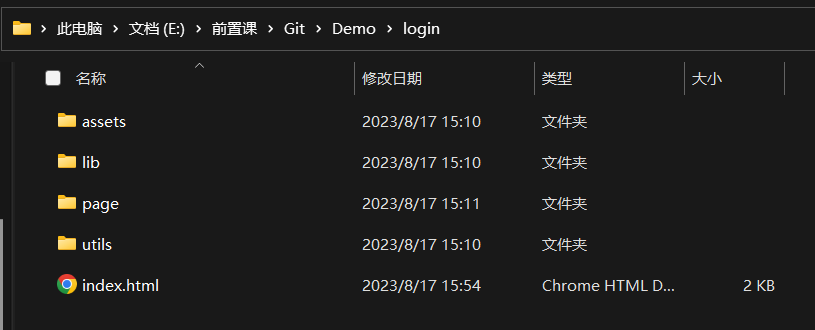 此电脑 > 文档 (E:) > 前置课 > Git > Demo > login
名称 修改日期 类型 大小
assets 2023/8/17 15:10 文件夹
lib 2023/8/17 15:10 文件夹
page 2023/8/17 15:11 文件夹
utils 2023/8/17 15:10 文件夹
index.html 2023/8/17 15:54 Chrome HTML D... 2 KB